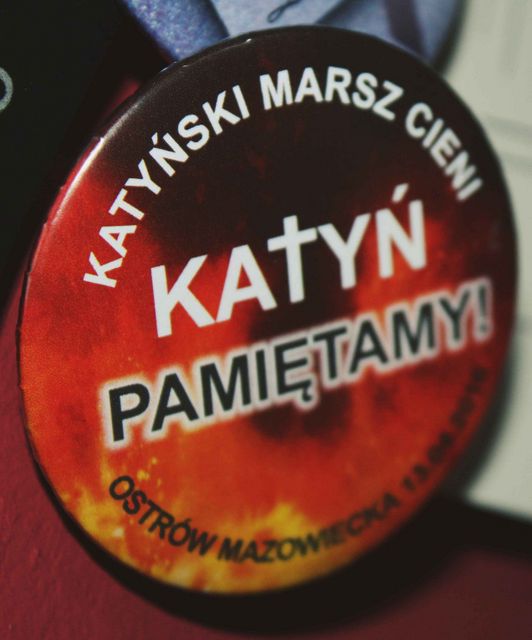 KATYŃSKI MARSZ CIENI
KATYŃ
PAMIĘTAMY!
OSTRÓW MAZOWIECKA